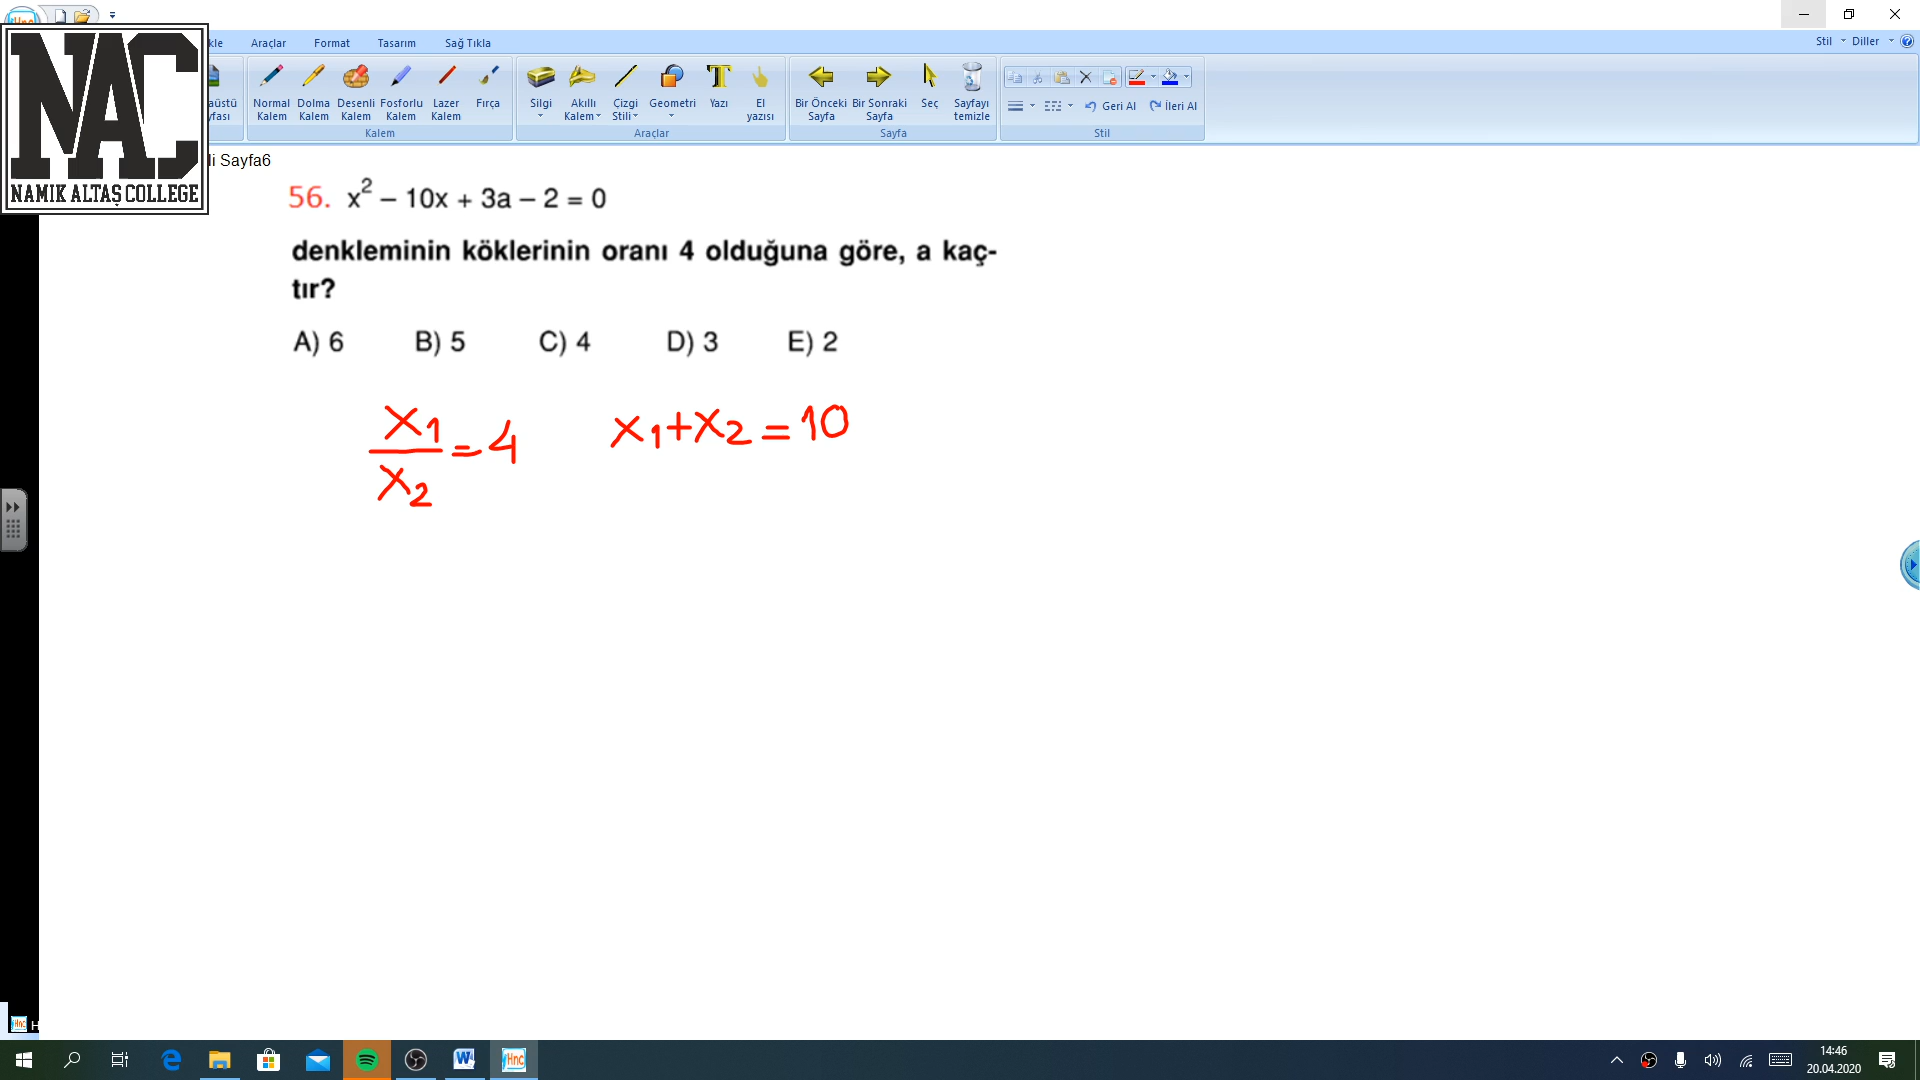 kle Araçlar Format Tasarım Sağ Tıkla
Stil Diller
Normal Kalem
Dolma Kalem
Desenli Kalem
Fosforlu Kalem
Lazer Kalem
Fırça
Kalem
Silgi
Akıllı Kalem
Çizgi Stili
Geometri
Yazı
El yazısı
Araçlar
Bir Önceki Sayfa
Bir Sonraki Sayfa
Seç
Sayfayı temizle
Sayfa
Geri Al
İleri Al
Stil
NAC
NAMIK ALTAŞ COLLEGE
li Sayfa6
56. x² – 10x + 3a – 2 = 0
denkleminin köklerinin oranı 4 olduğuna göre, a kaç-
tır?
A) 6 B) 5 C) 4 D) 3 E) 2
x₁/x₂ = 4 x₁+x₂ = 10
14:46
20.04.2020